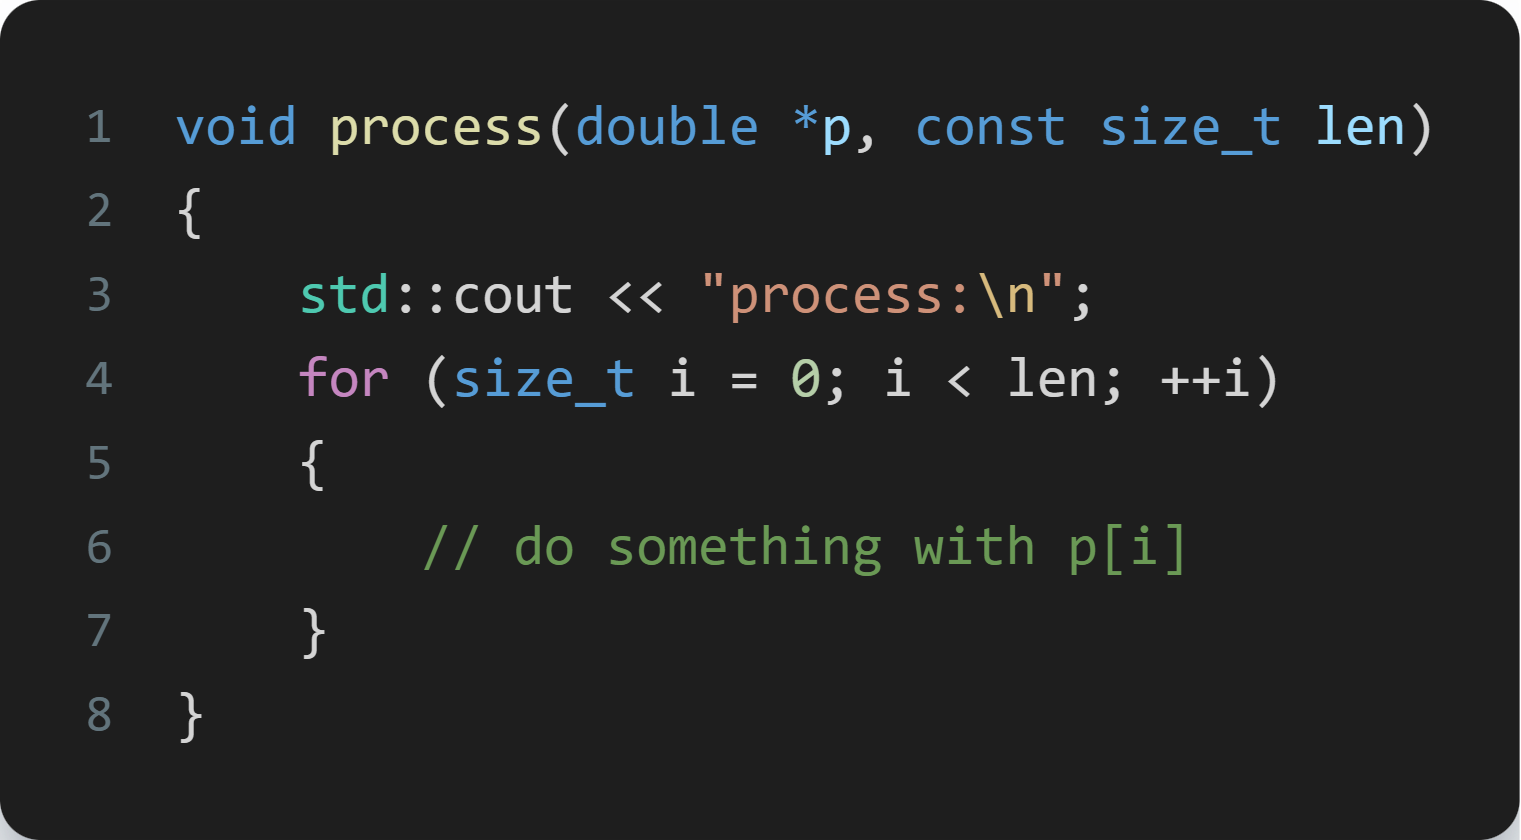 1 void process(double *p, const size_t len)
2 {
3     std::cout << "process:\n";
4     for (size_t i = 0; i < len; ++i)
5     {
6         // do something with p[i]
7     }
8 }